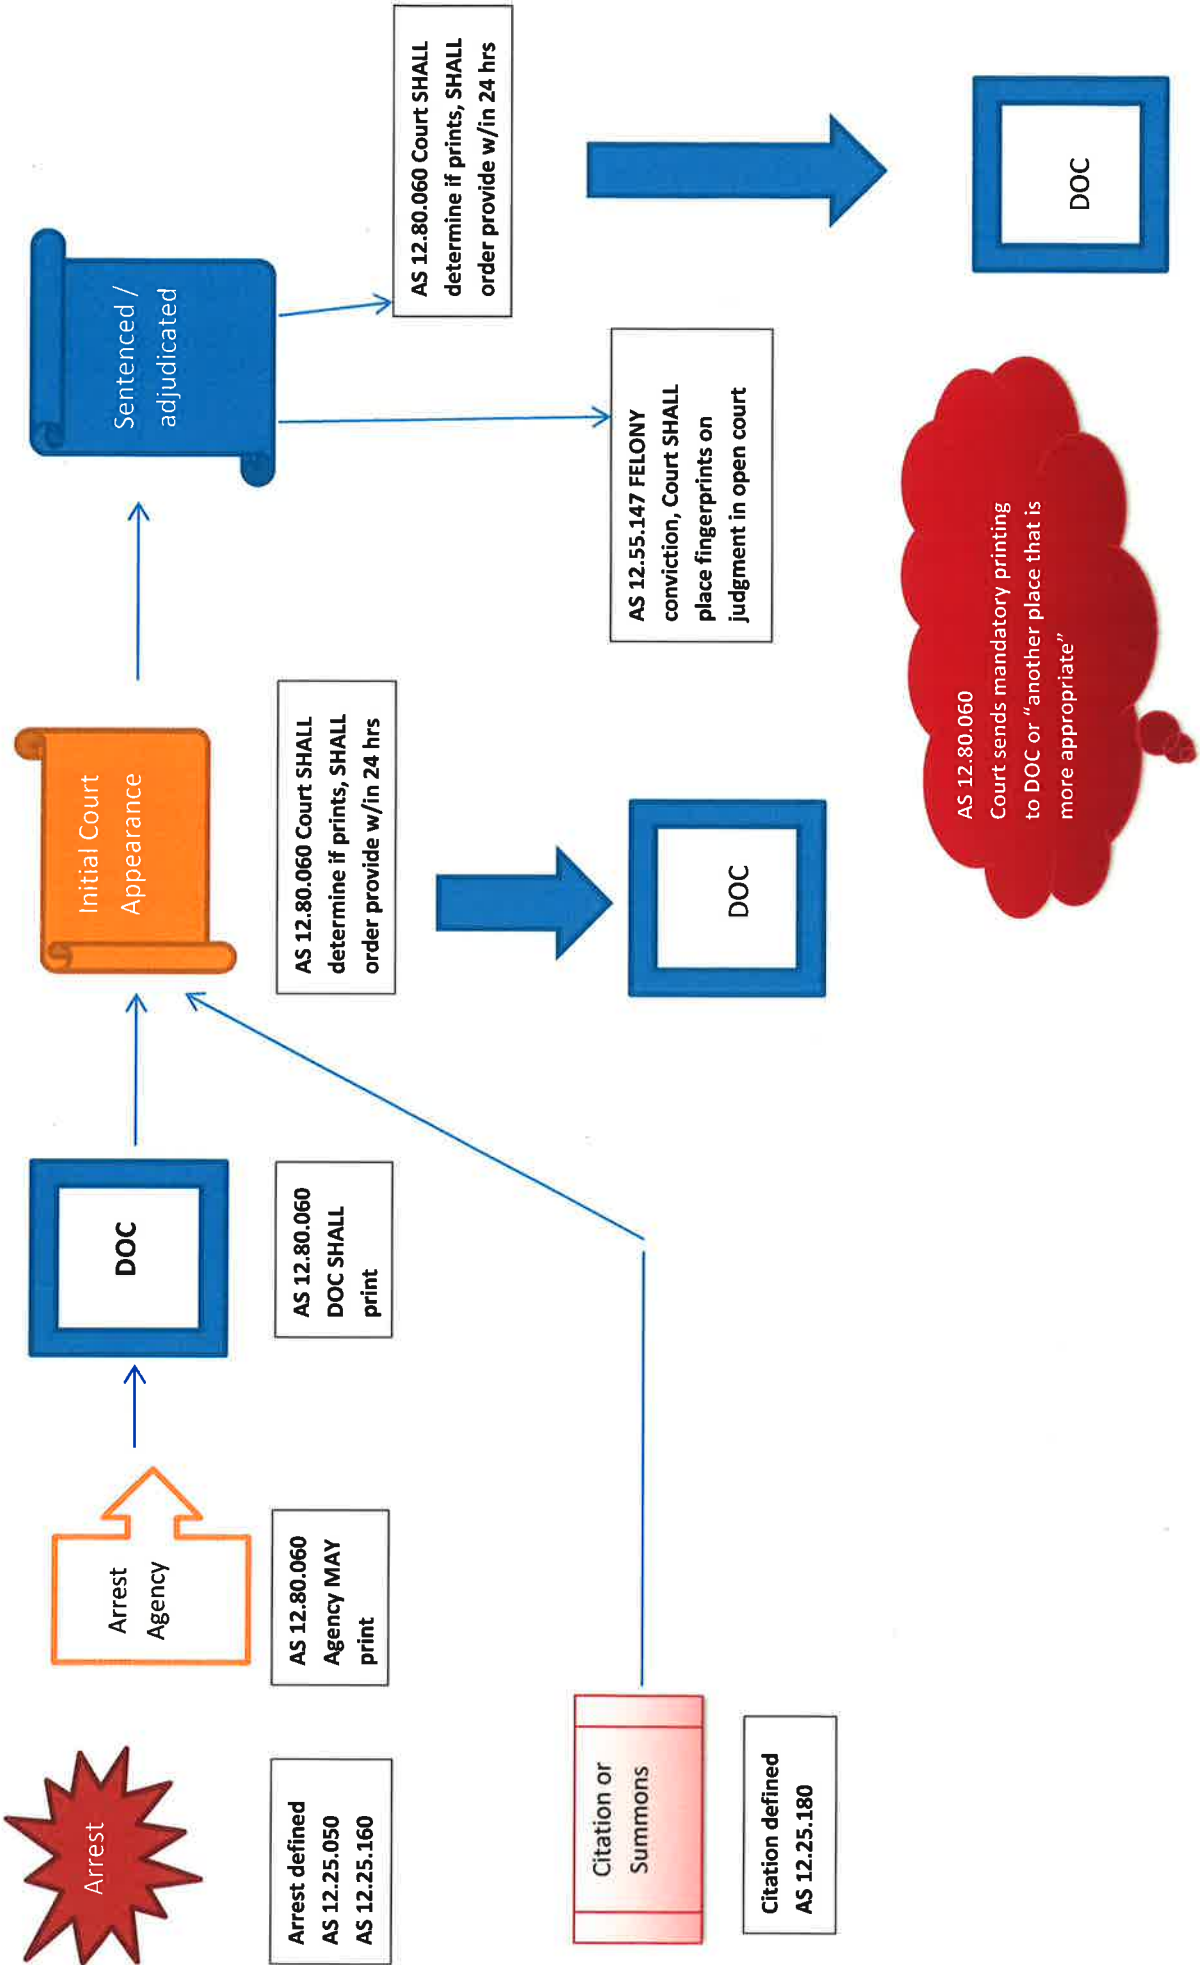 Arrest
Arrest defined
AS 12.25.050
AS 12.25.160
Arrest
Agency
AS 12.80.060
Agency MAY
print
DOC
AS 12.80.060
DOC SHALL
print
Citation or
Summons
Citation defined
AS 12.25.180
Initial Court
Appearance
AS 12.80.060 Court SHALL
determine if prints, SHALL
order provide w/in 24 hrs
DOC
Sentenced /
adjudicated
AS 12.55.147 FELONY
conviction, Court SHALL
place fingerprints on
judgment in open court
AS 12.80.060 Court SHALL
determine if prints, SHALL
order provide w/in 24 hrs
DOC
AS 12.80.060
Court sends mandatory printing
to DOC or “another place that is
more appropriate”